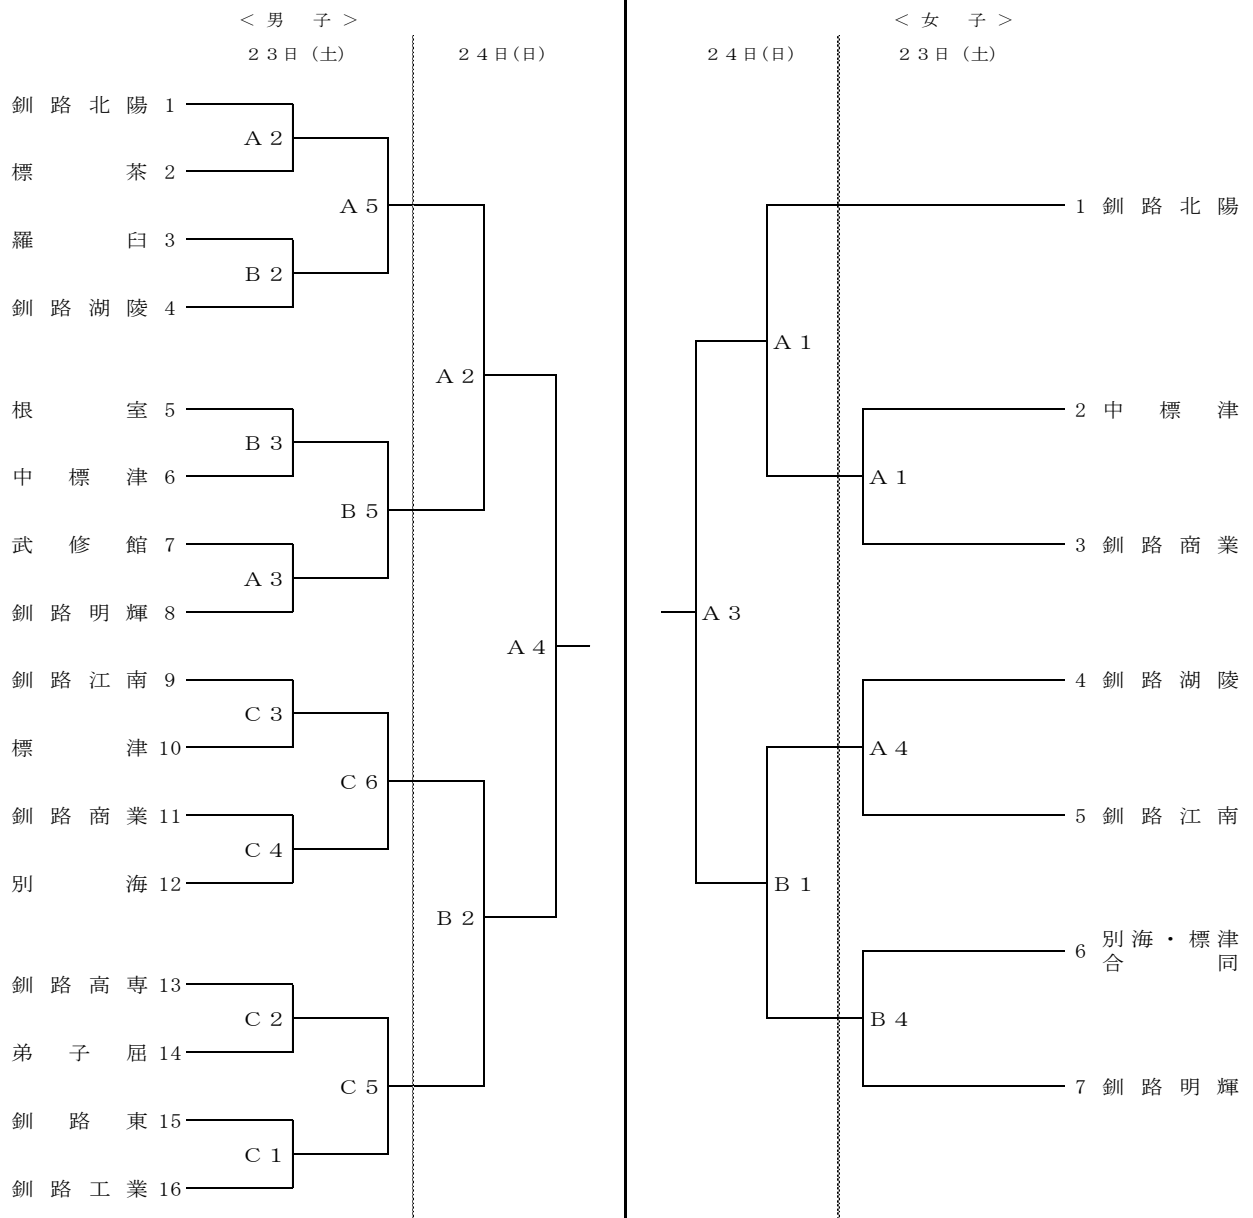 ＜男　子＞
２３日（土）
２４日（日）
釧路北陽 1
A 2
標茶 2
A 5
羅臼 3
B 2
釧路湖陵 4
A 2
根室 5
B 3
中標津 6
B 5
武修館 7
A 3
釧路明輝 8
A 4
釧路江南 9
C 3
標津 10
C 6
釧路商業 11
C 4
別海 12
B 2
釧路高専 13
C 2
弟子屈 14
C 5
釧路東 15
C 1
釧路工業 16
＜女　子＞
２４日（日）
２３日（土）
1 釧路北陽
A 1
2 中標津
A 1
3 釧路商業
A 3
4 釧路湖陵
A 4
5 釧路江南
B 1
6 別海・標津
合同
B 4
7 釧路明輝